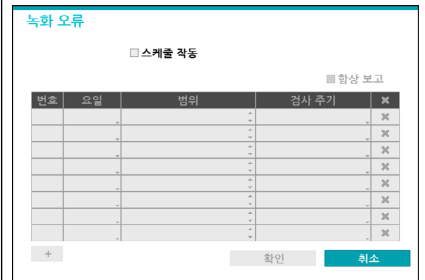 녹화 오류
스케줄 작동
항상 보고
번호 요일 범위 검사 주기 ×
×
×
×
×
×
×
×
×
+ 확인 취소